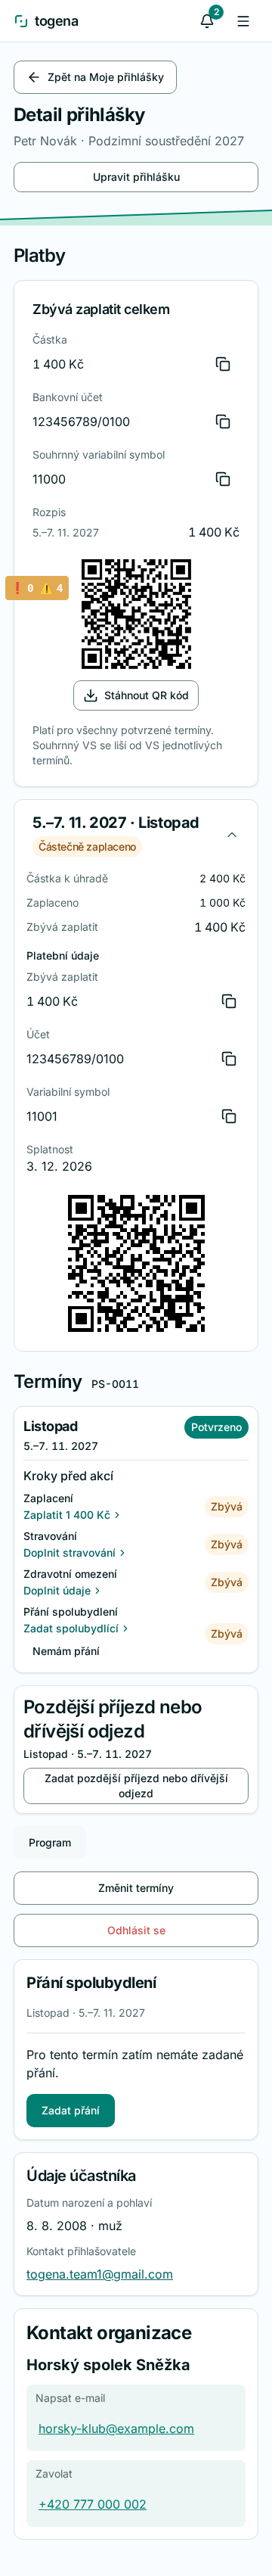 togena
2
Zpět na Moje přihlášky
Detail přihlášky
Petr Novák · Podzimní soustředění 2027
Upravit přihlášku
Platby
Zbývá zaplatit celkem
Částka
1 400 Kč
Bankovní účet
123456789/0100
Souhrnný variabilní symbol
11000
Rozpis
5.–7. 11. 2027 1 400 Kč
❗ 0 ⚠️ 4
Stáhnout QR kód
Platí pro všechny potvrzené termíny.
Souhrnný VS se liší od VS jednotlivých
termínů.
5.–7. 11. 2027 · Listopad
Částečně zaplaceno
Částka k úhradě 2 400 Kč
Zaplaceno 1 000 Kč
Zbývá zaplatit 1 400 Kč
Platební údaje
Zbývá zaplatit
1 400 Kč
Účet
123456789/0100
Variabilní symbol
11001
Splatnost
3. 12. 2026
Termíny PS-0011
Listopad Potvrzeno
5.–7. 11. 2027
Kroky před akcí
Zaplacení
Zaplatit 1 400 Kč >
Zbývá
Stravování
Doplnit stravování >
Zbývá
Zdravotní omezení
Doplnit údaje >
Zbývá
Přání spolubydlení
Zadat spolubydlící >
Zbývá
Nemám přání
Pozdější příjezd nebo
dřívější odjezd
Listopad · 5.–7. 11. 2027
Zadat pozdější příjezd nebo dřívější
odjezd
Program
Změnit termíny
Odhlásit se
Přání spolubydlení
Listopad · 5.–7. 11. 2027
Pro tento termín zatím nemáte zadané
přání.
Zadat přání
Údaje účastníka
Datum narození a pohlaví
8. 8. 2008 · muž
Kontakt přihlašovatele
togena.team1@gmail.com
Kontakt organizace
Horský spolek Sněžka
Napsat e-mail
horsky-klub@example.com
Zavolat
+420 777 000 002